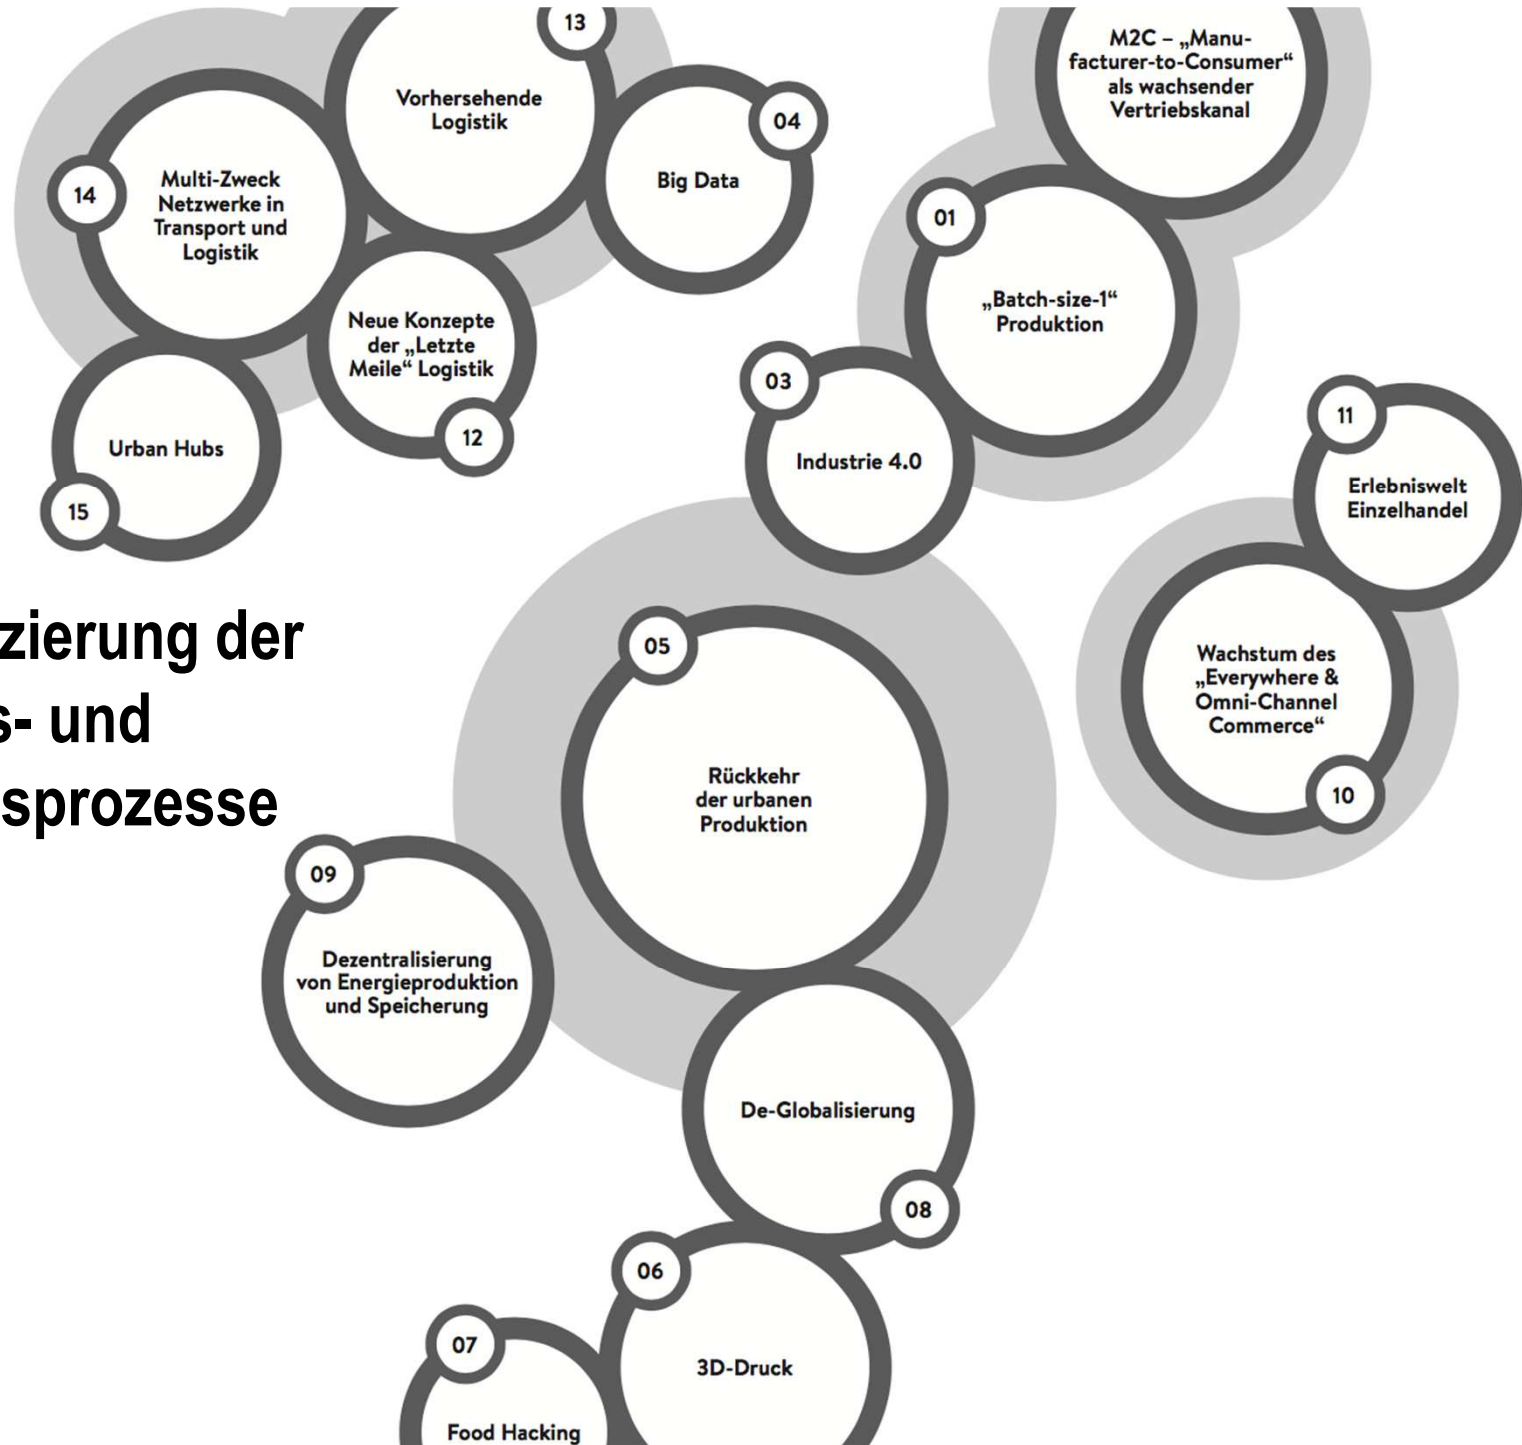 13
Vorhersehende
Logistik
04
Big Data
14
Multi-Zweck
Netzwerke in
Transport und
Logistik
Neue Konzepte
der „Letzte
Meile“ Logistik
12
Urban Hubs
15
M2C – „Manu-
facturer-to-Consumer“
als wachsender
Vertriebskanal
01
„Batch-size-1“
Produktion
03
Industrie 4.0
11
Erlebniswelt
Einzelhandel
Wachstum des
„Everywhere &
Omni-Channel
Commerce“
10
zierung der
s- und
sprozesse
05
Rückkehr
der urbanen
Produktion
09
Dezentralisierung
von Energieproduktion
und Speicherung
De-Globalisierung
08
06
3D-Druck
07
Food Hacking